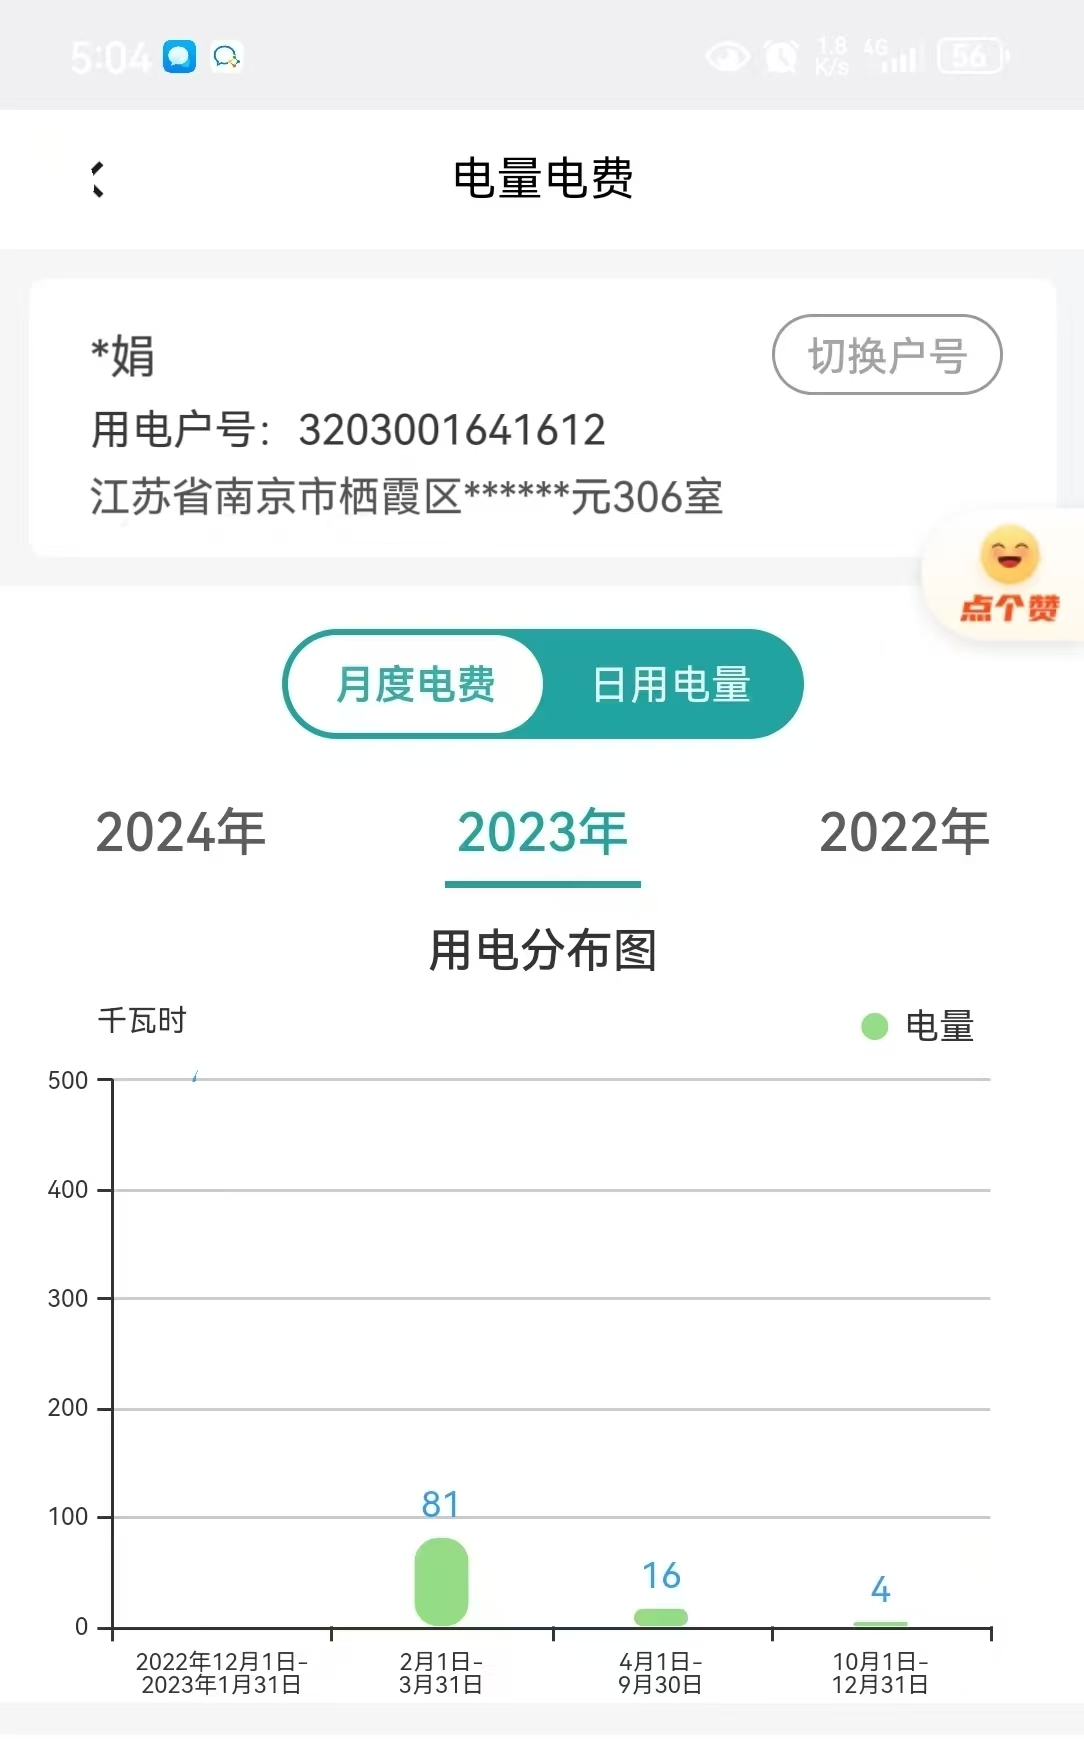 5:04
1.8
K/s
4G
56
电量电费
*娟
切换户号
用电户号：3203001641612
江苏省南京市栖霞区******元306室
点个赞
月度电费
日用电量
2024年
2023年
2022年
用电分布图
千瓦时
电量
500
400
300
200
100
0
81
16
4
2022年12月1日-
2023年1月31日
2月1日-
3月31日
4月1日-
9月30日
10月1日-
12月31日